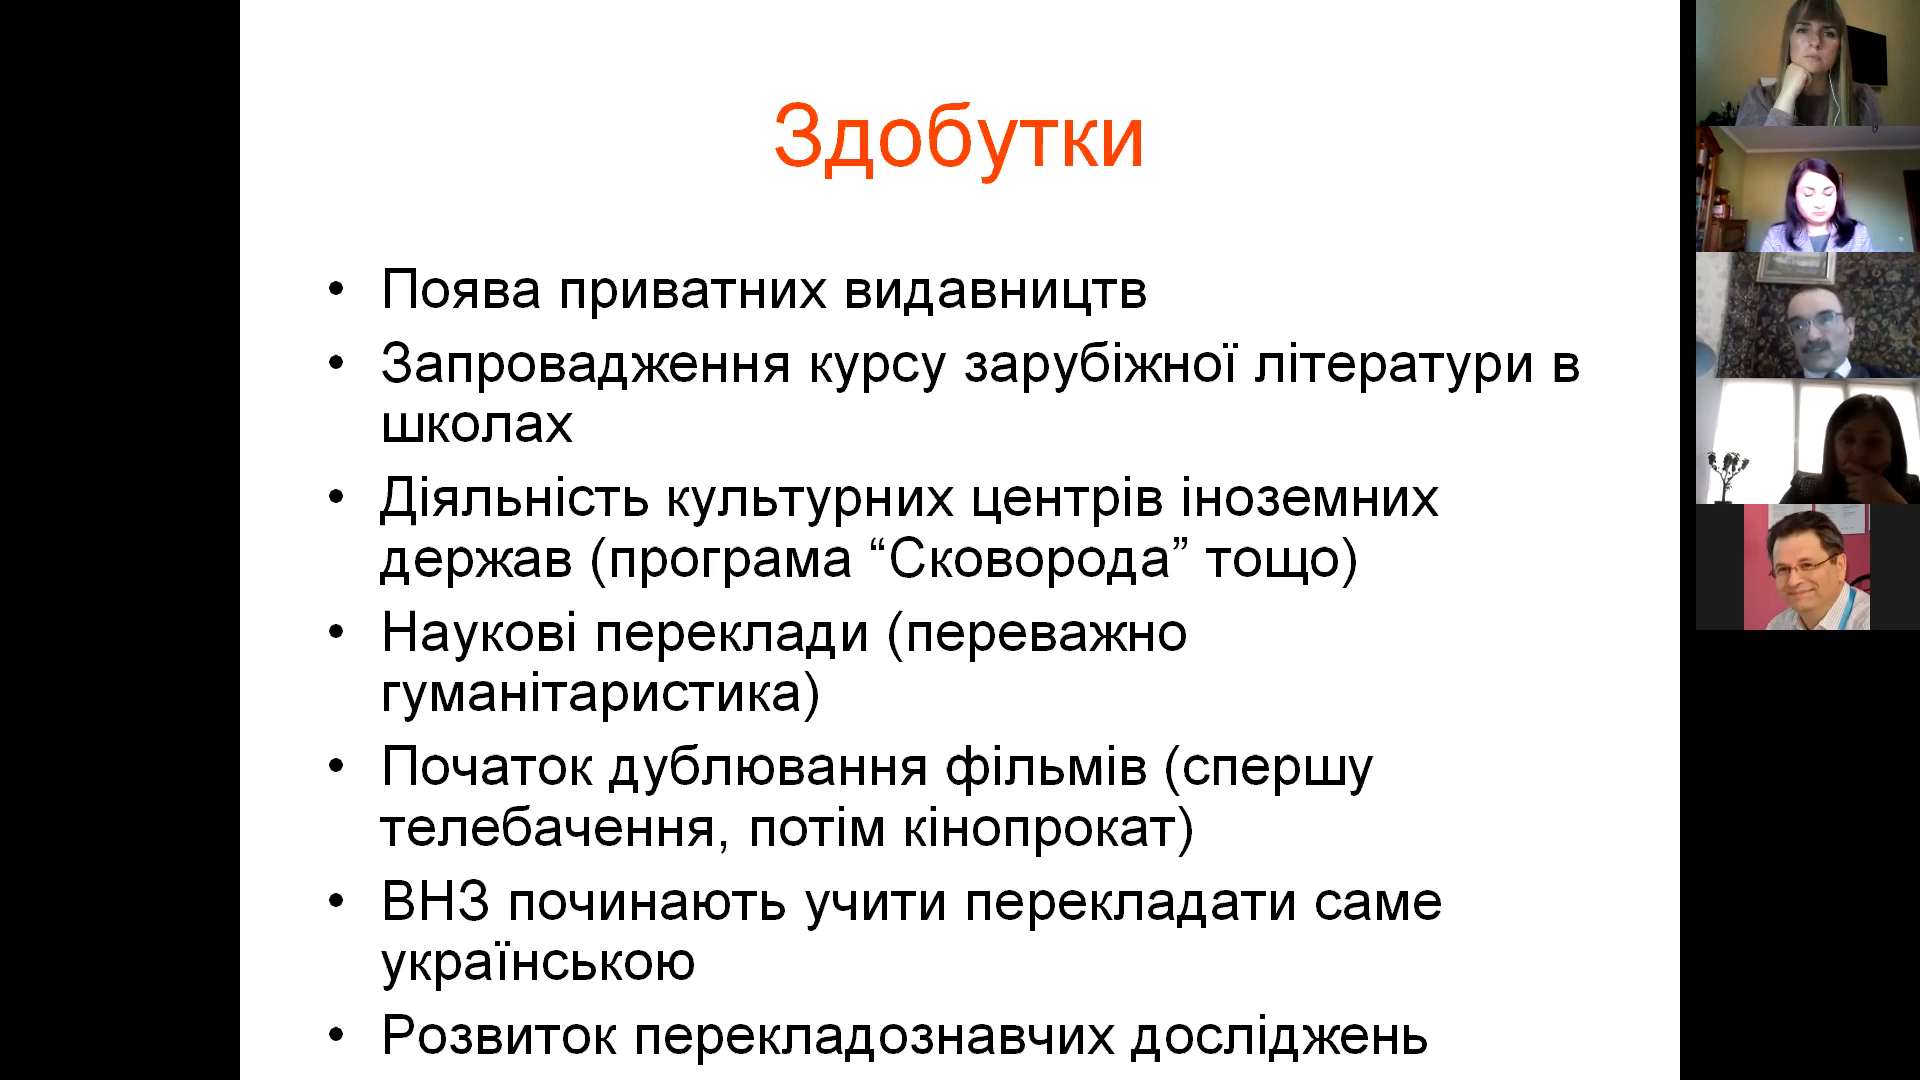 Здобутки
• Поява приватних видавництв
• Запровадження курсу зарубіжної літератури в
школах
• Діяльність культурних центрів іноземних
держав (програма “Сковорода” тощо)
• Наукові переклади (переважно
гуманітаристика)
• Початок дублювання фільмів (спершу
телебачення, потім кінопрокат)
• ВНЗ починають учити перекладати саме
українською
• Розвиток перекладознавчих досліджень